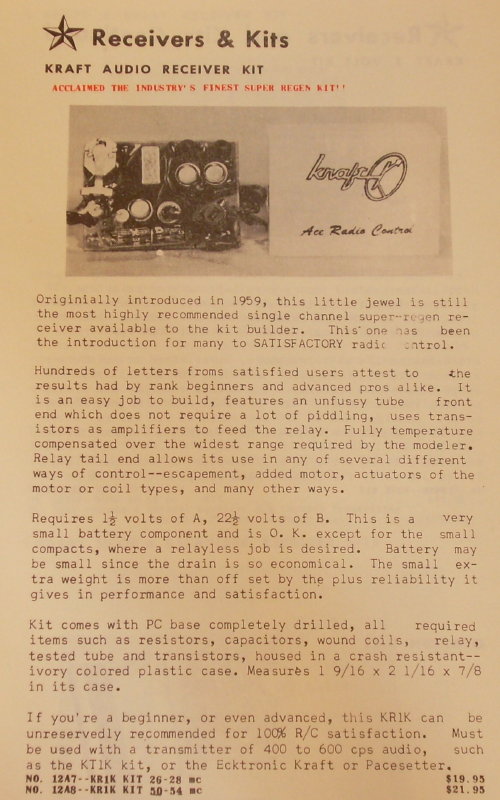 Receivers & Kits
KRAFT AUDIO RECEIVER KIT
ACCLAIMED THE INDUSTRY'S FINEST SUPER REGEN KIT!!
kraft
Ace Radio Control
Originially introduced in 1959, this little jewel is still
the most highly recommended single channel super-regen re-
ceiver available to the kit builder. This one has been
the introduction for many to SATISFACTORY radio control.
Hundreds of letters froms satisfied users attest to the
results had by rank beginners and advanced pros alike. It
is an easy job to build, features an unfussy tube front
end which does not require a lot of piddling, uses trans-
istors as amplifiers to feed the relay. Fully temperature
compensated over the widest range required by the modeler.
Relay tail end allows its use in any of several different
ways of control--escapement, added motor, actuators of the
motor or coil types, and many other ways.
Requires 1½ volts of A, 22½ volts of B. This is a very
small battery component and is O. K. except for the small
compacts, where a relayless job is desired. Battery may
be small since the drain is so economical. The small ex-
tra weight is more than off set by the plus reliability it
gives in performance and satisfaction.
Kit comes with PC base completely drilled, all required
items such as resistors, capacitors, wound coils, relay,
tested tube and transistors, housed in a crash resistant--
ivory colored plastic case. Measures 1 9/16 x 2 1/16 x 7/8
in its case.
If you're a beginner, or even advanced, this KR1K can be
unreservedly recommended for 100% R/C satisfaction. Must
be used with a transmitter of 400 to 600 cps audio, such
as the KT1K kit, or the Ecktronic Kraft or Pacesetter.
NO. 12A7--KR1K KIT 26-28 mc $19.95
NO. 12A8--KR1K KIT 50-54 mc $21.95